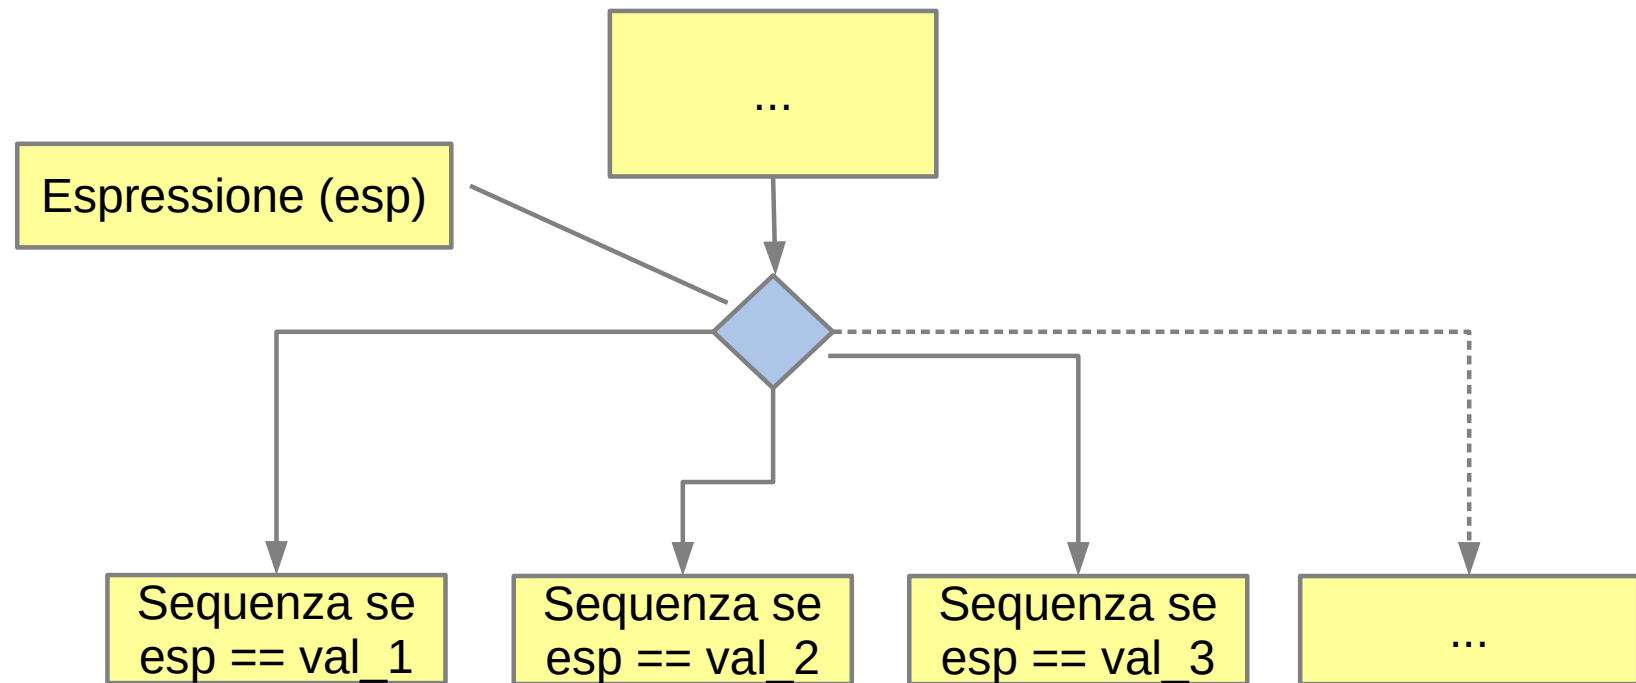 ...
Espressione (esp)
Sequenza se
esp == val_1
Sequenza se
esp == val_2
Sequenza se
esp == val_3
...